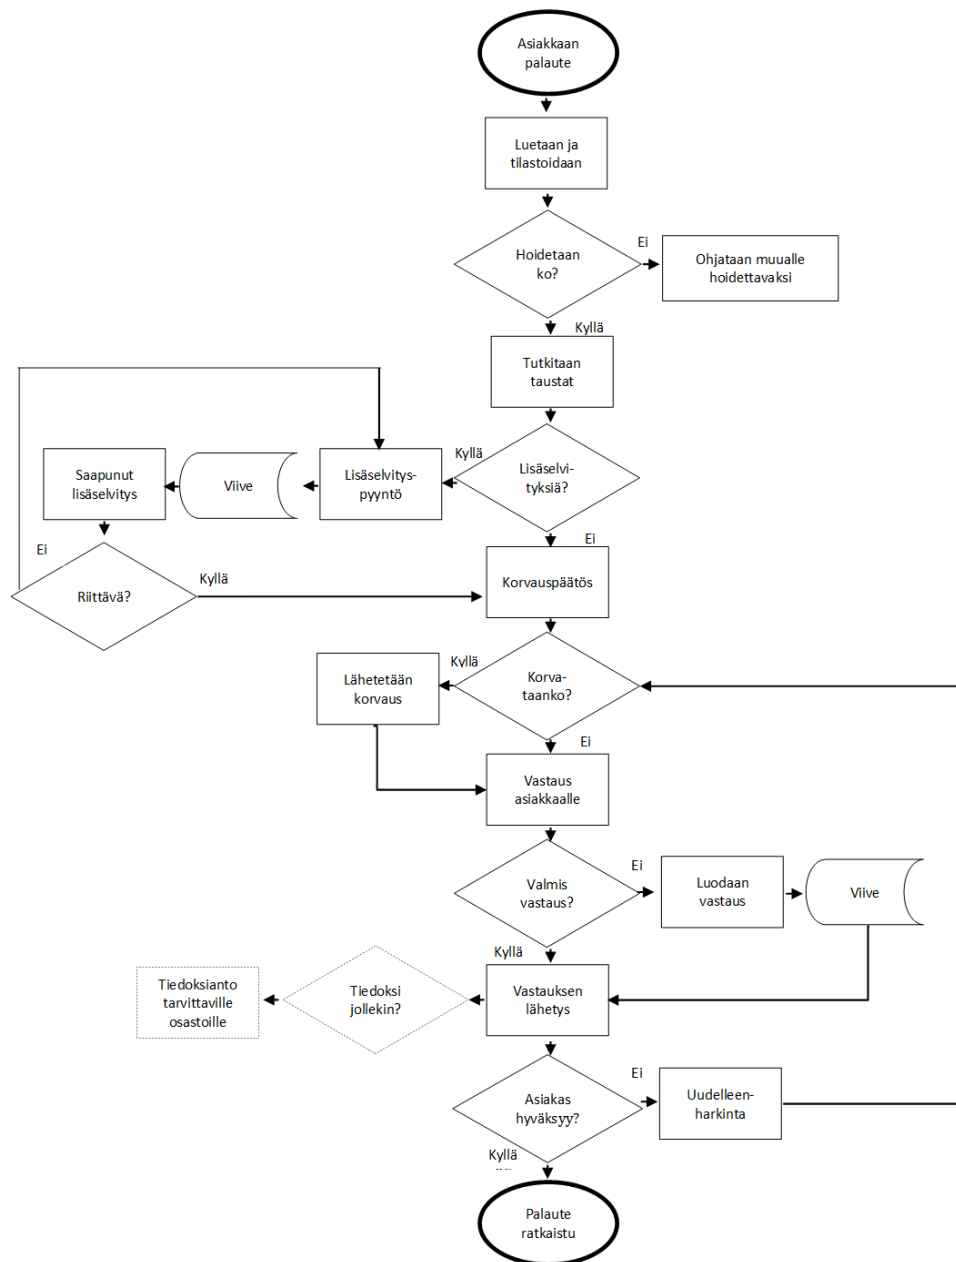 Asiakkaan
palaute
Luetaan ja
tilastoidaan
Hoidetaan
ko?
Ei
Ohjataan muualle
hoidettavaksi
Kyllä
Tutkitaan
taustat
Lisäselvi-
tyksiä?
Kyllä
Lisäselvitys-
pyyntö
Viive
Saapunut
lisäselvitys
Ei
Riittävä?
Kyllä
Ei
Korvauspäätös
Korva-
taanko?
Kyllä
Lähetetään
korvaus
Ei
Vastaus
asiakkaalle
Valmis
vastaus?
Ei
Luodaan
vastaus
Viive
Kyllä
Vastauksen
lähetys
Tiedoksi
jollekin?
Tiedoksianto
tarvittaville
osastoille
Asiakas
hyväksyy?
Ei
Uudelleen-
harkinta
Kyllä
Palaute
ratkaistu